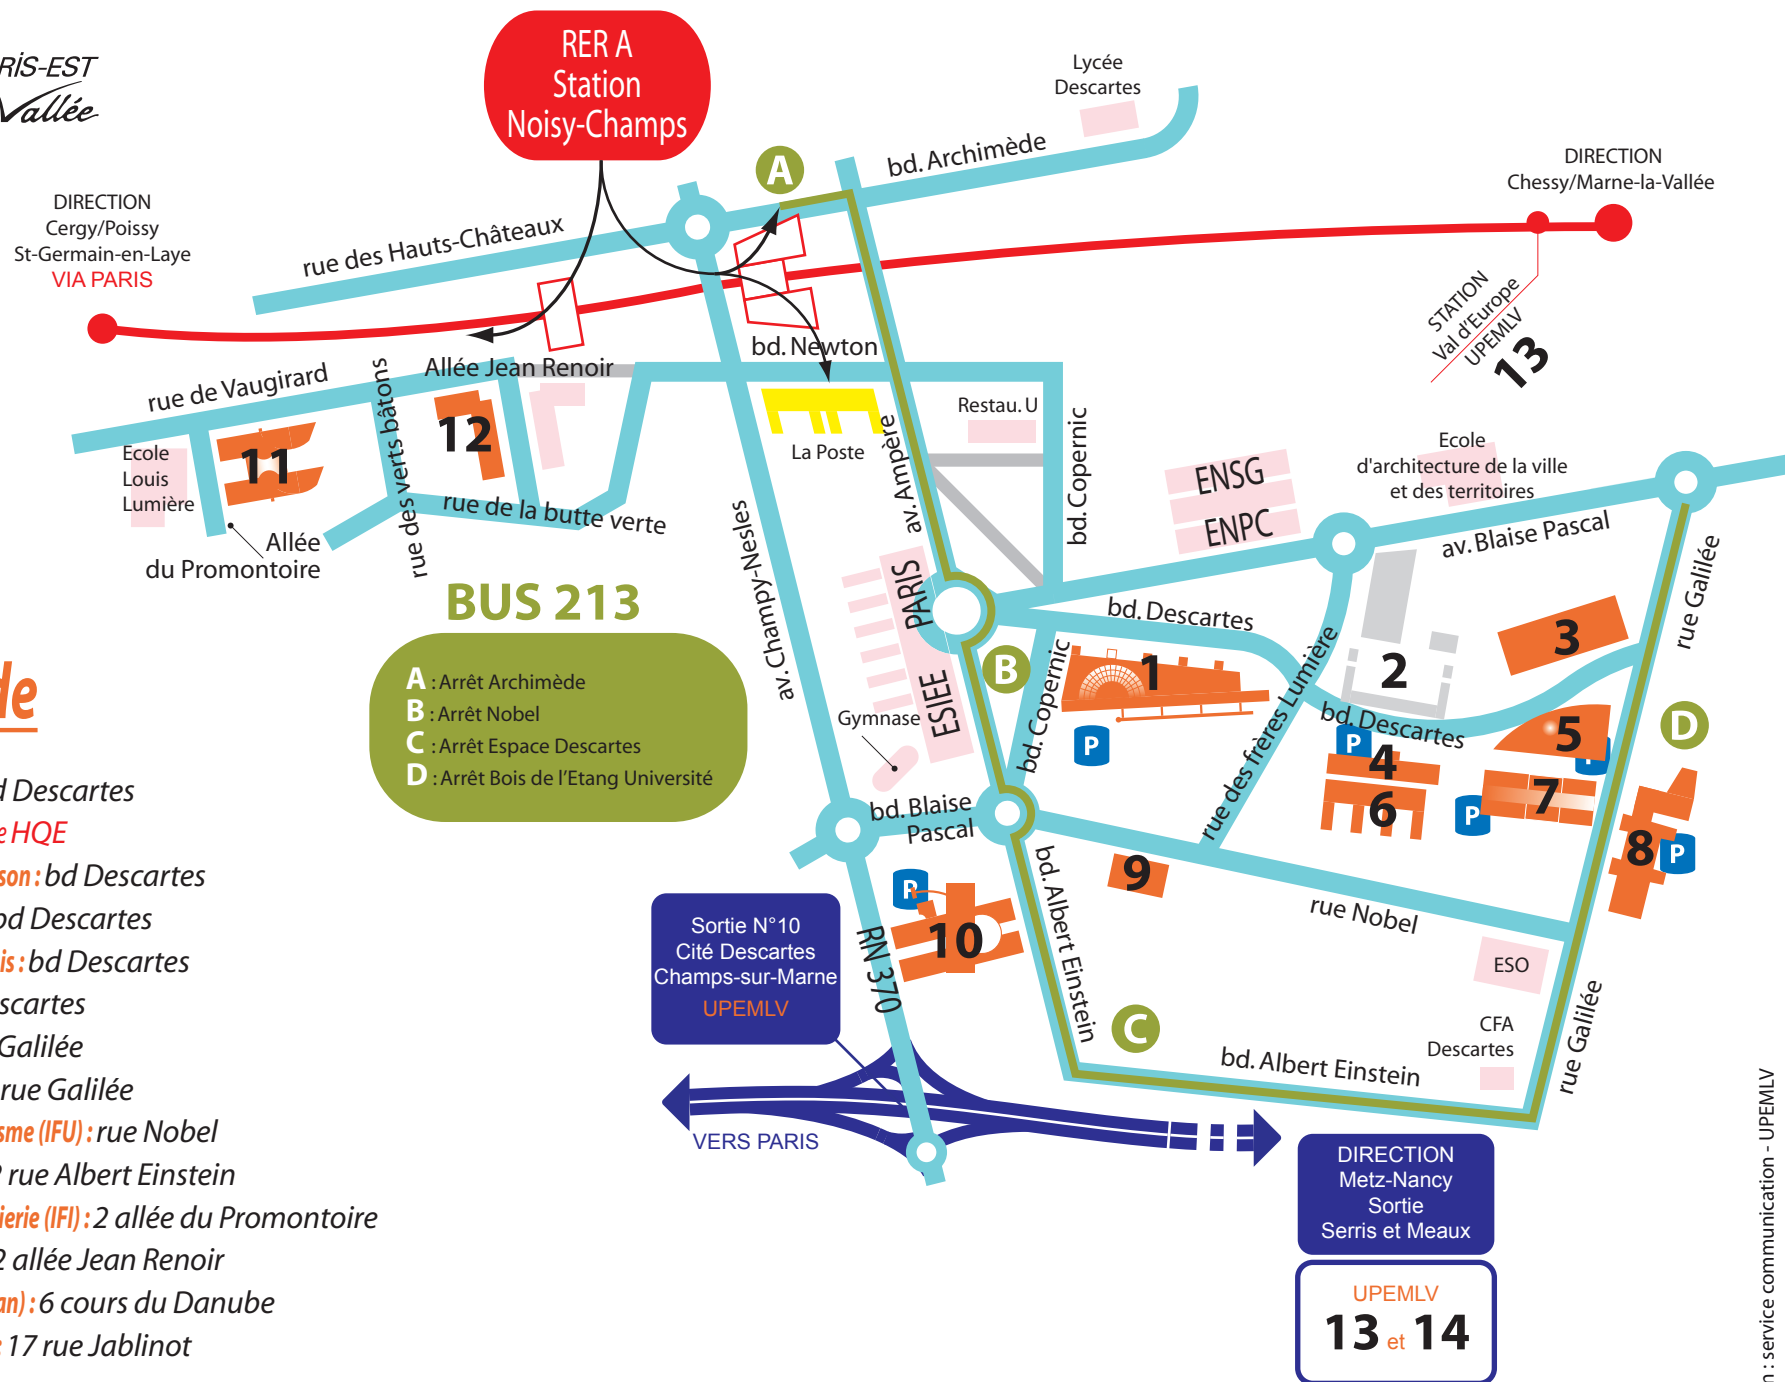 RIS-EST
Vallée
RER A
Station
Noisy-Champs
Lycée
Descartes
A
bd. Archimède
DIRECTION
Chessy/Marne-la-Vallée
DIRECTION
Cergy/Poissy
St-Germain-en-Laye
VIA PARIS
rue des Hauts-Châteaux
STATION
Val d'Europe
UPEMLV
13
bd. Newton
Allée Jean Renoir
rue de Vaugirard
rue des verts bâtons
12
11
Ecole
Louis
Lumière
La Poste
av. Ampère
Restau. U
bd. Copernic
ENSG
ENPC
Ecole
d'architecture de la ville
et des territoires
av. Blaise Pascal
rue Galilée
rue de la butte verte
Allée
du Promontoire
av. Champy-Nesles
BUS 213
A : Arrêt Archimède
B : Arrêt Nobel
C : Arrêt Espace Descartes
D : Arrêt Bois de l'Etang Université
PARIS
ESIEE
Gymnase
B
bd. Descartes
bd. Copernic
1
P
rue des frères Lumière
2
3
bd. Descartes
P
4
5
P
6
7
P
D
8
P
bd. Blaise
Pascal
9
P
10
rue Nobel
bd. Albert Einstein
RN 370
ESO
CFA
Descartes
rue Galilée
C
bd. Albert Einstein
Sortie N°10
Cité Descartes
Champs-sur-Marne
UPEMLV
VERS PARIS
DIRECTION
Metz-Nancy
Sortie
Serris et Meaux
UPEMLV
13 et 14
de
d Descartes
e HQE
son : bd Descartes
bd Descartes
is : bd Descartes
scartes
Galilée
rue Galilée
sme (IFU) : rue Nobel
2 rue Albert Einstein
ierie (IFI) : 2 allée du Promontoire
2 allée Jean Renoir
an) : 6 cours du Danube
: 17 rue Jablinot
n : service communication - UPEMLV